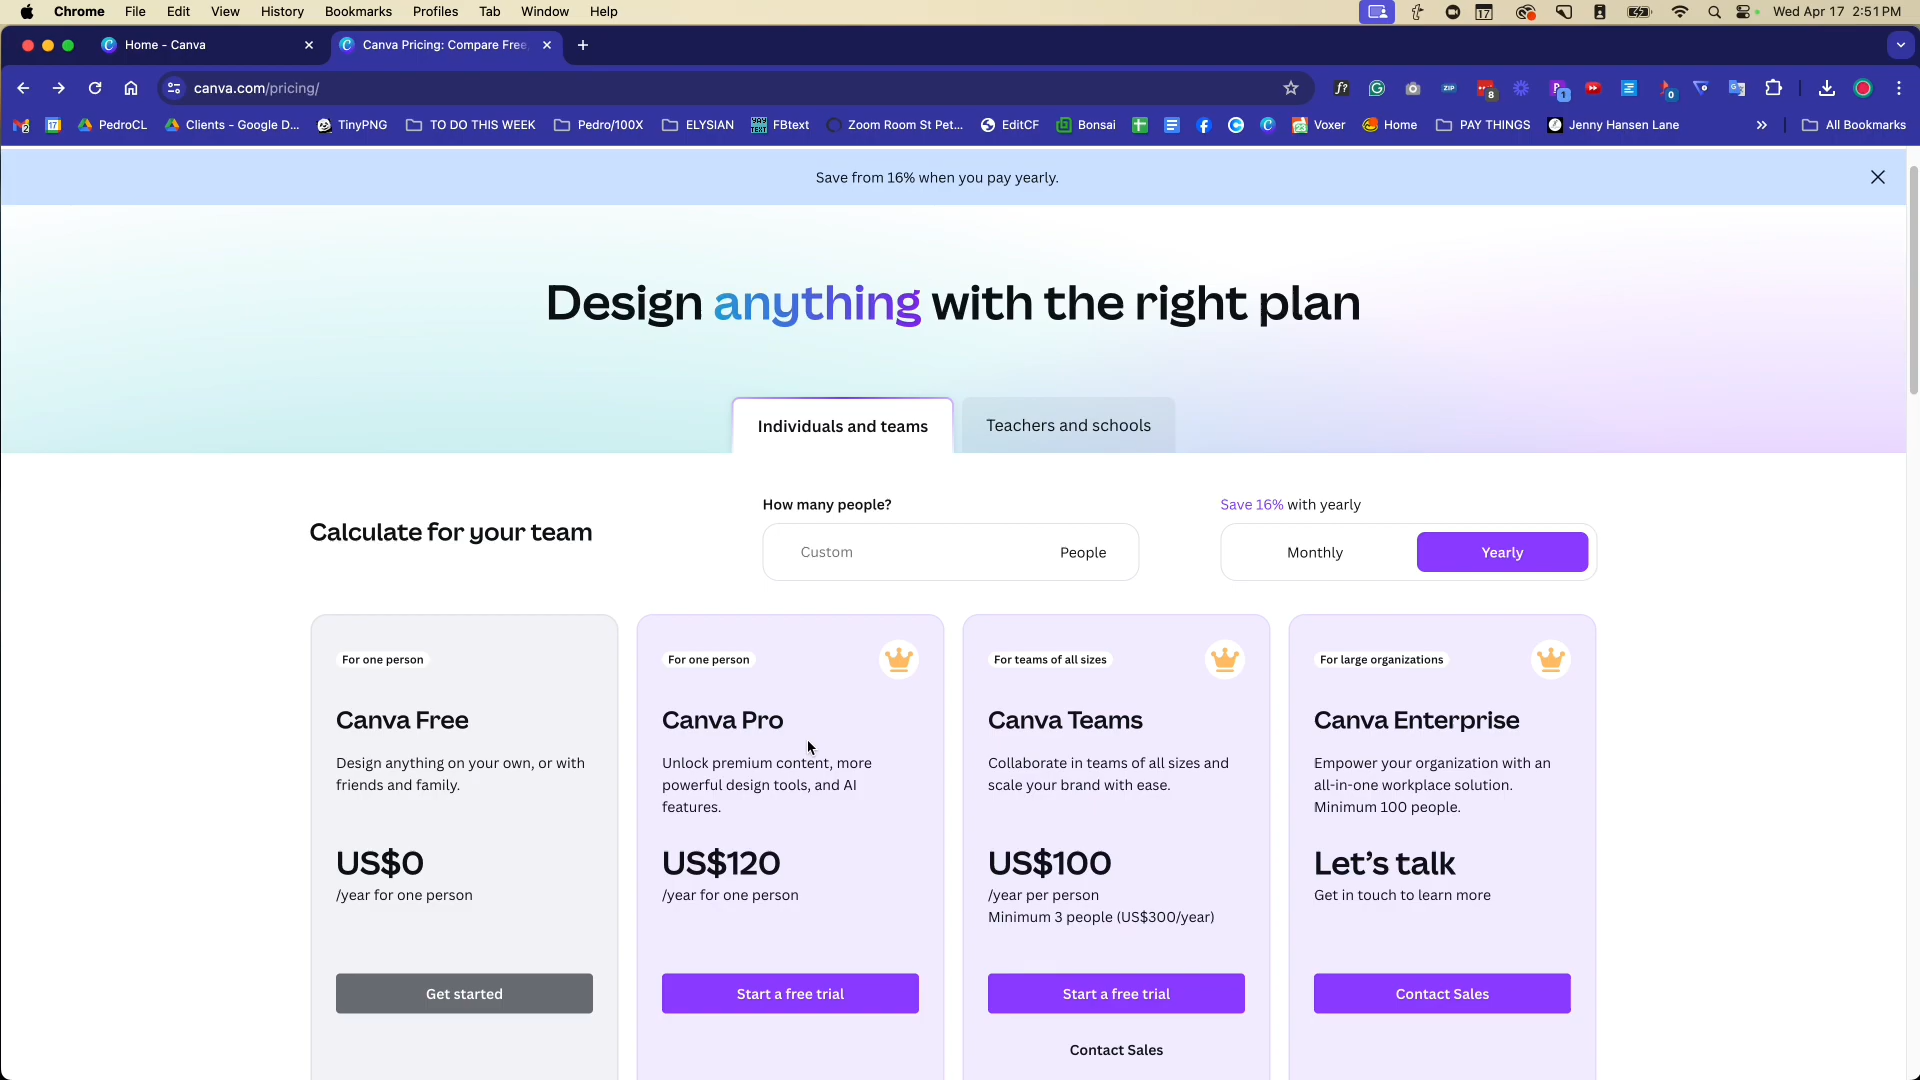 Chrome File Edit View History Bookmarks Profiles Tab Window Help 17 Wed Apr 17 2:51 PM
Home - Canva
Canva Pricing: Compare Free
canva.com/pricing/
f? ZIP 8 1 0
2 17 PedroCL Clients - Google D... TinyPNG TO DO THIS WEEK Pedro/100X ELYSIAN FBtext Zoom Room St Pet... EditCF Bonsai 23 Voxer Home PAY THINGS Jenny Hansen Lane » All Bookmarks
Save from 16% when you pay yearly.
Design anything with the right plan
Individuals and teams
Teachers and schools
Calculate for your team
How many people?
Custom People
Save 16% with yearly
Monthly Yearly
For one person
Canva Free
Design anything on your own, or with
friends and family.
US$0
/year for one person
Get started
For one person
Canva Pro
Unlock premium content, more
powerful design tools, and AI
features.
US$120
/year for one person
Start a free trial
For teams of all sizes
Canva Teams
Collaborate in teams of all sizes and
scale your brand with ease.
US$100
/year per person
Minimum 3 people (US$300/year)
Start a free trial
Contact Sales
For large organizations
Canva Enterprise
Empower your organization with an
all-in-one workplace solution.
Minimum 100 people.
Let's talk
Get in touch to learn more
Contact Sales